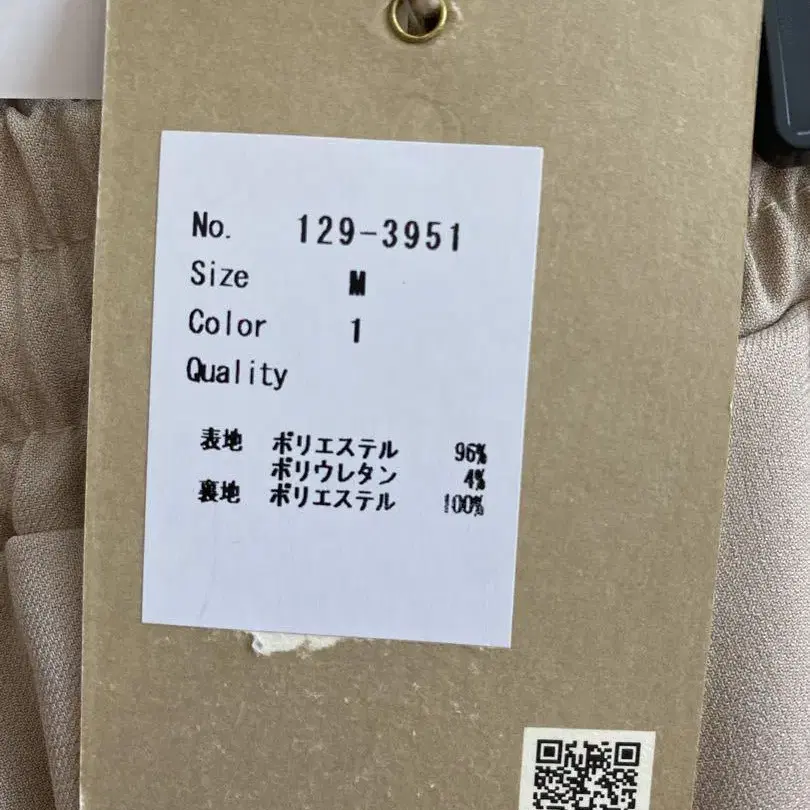 No. 129-3951
Size M
Color 1
Quality
表地 ポリエステル 96%
ポリウレタン 4%
裏地 ポリエステル 100%